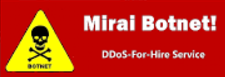 Mirai Botnet!
DDoS-For-Hire Service
BOTNET